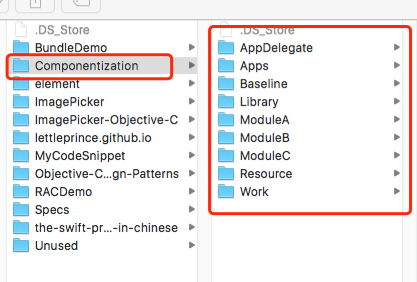 .DS_Store
BundleDemo
Componentization
element
ImagePicker
ImagePicker-Objective-C
lettleprince.github.io
MyCodeSnippet
Objective-C...gn-Patterns
RACDemo
Specs
the-swift-pr...-in-chinese
Unused
.DS_Store
AppDelegate
Apps
Baseline
Library
ModuleA
ModuleB
ModuleC
Resource
Work